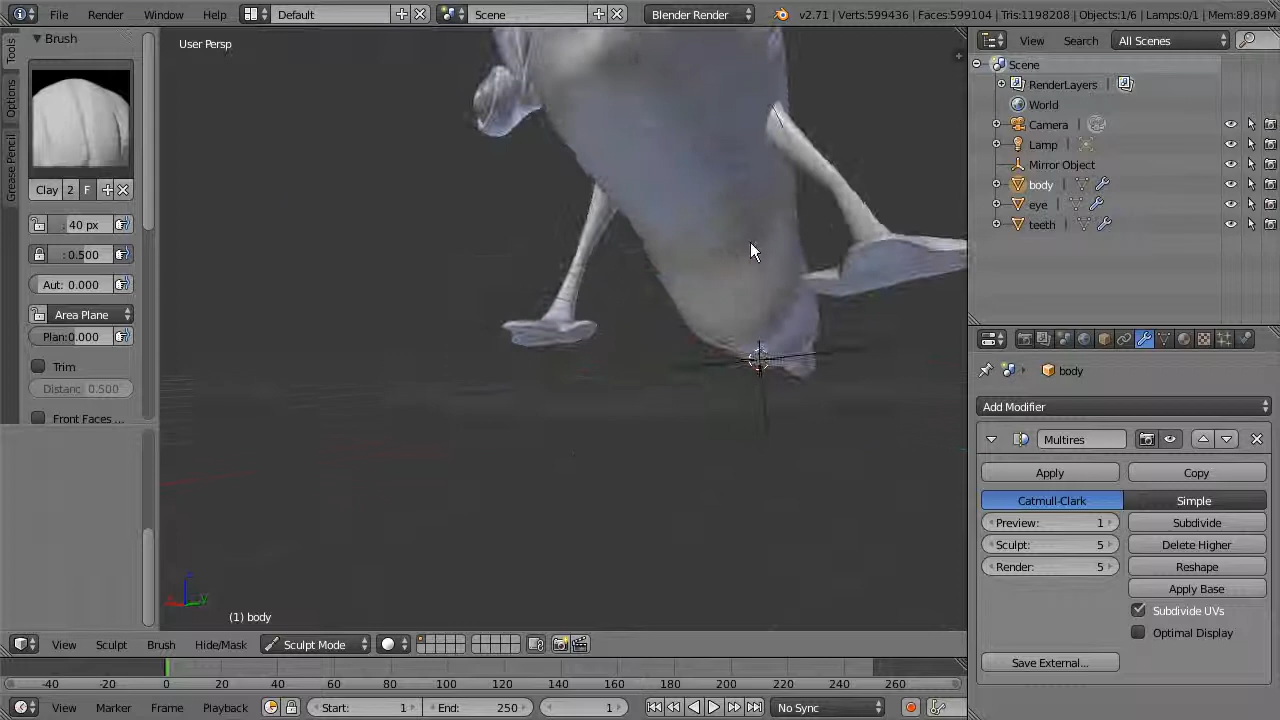 File Render Window Help Default Scene Blender Render v2.71 | Verts:599436 | Faces:599104 | Tris:1198208 | Objects:1/6 | Lamps:0/1 | Mem:89.89M
Brush
Tools
Options
Grease Pencil
Clay 2 F
: 40 px
: 0.500
Aut: 0.000
Area Plane
Plan:0.000
Trim
Distanc: 0.500
Front Faces ...
User Persp
(1) body
View Sculpt Brush Hide/Mask Sculpt Mode
-40 -20 0 20 40 60 80 100 120 140 160 180 200 220 240 260
View Marker Frame Playback Start: 1 End: 250 1 No Sync
View Search All Scenes
Scene
RenderLayers |
World
Camera
Lamp
Mirror Object
body
eye
teeth
body
Add Modifier
Multires
Apply Copy
Catmull-Clark Simple
Preview: 1 Subdivide
Sculpt: 5 Delete Higher
Render: 5 Reshape
Apply Base
Subdivide UVs
Optimal Display
Save External...